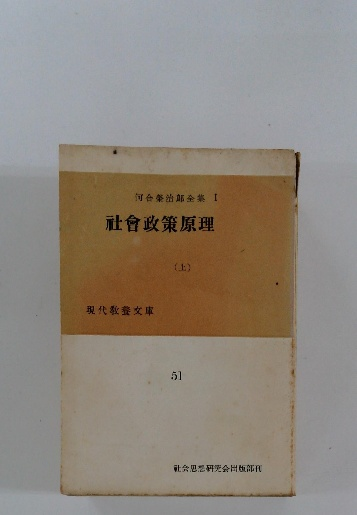 河合榮治郎全集 I
社會政策原理
(上)
現代教養文庫
51
社会思想研究会出版部刊